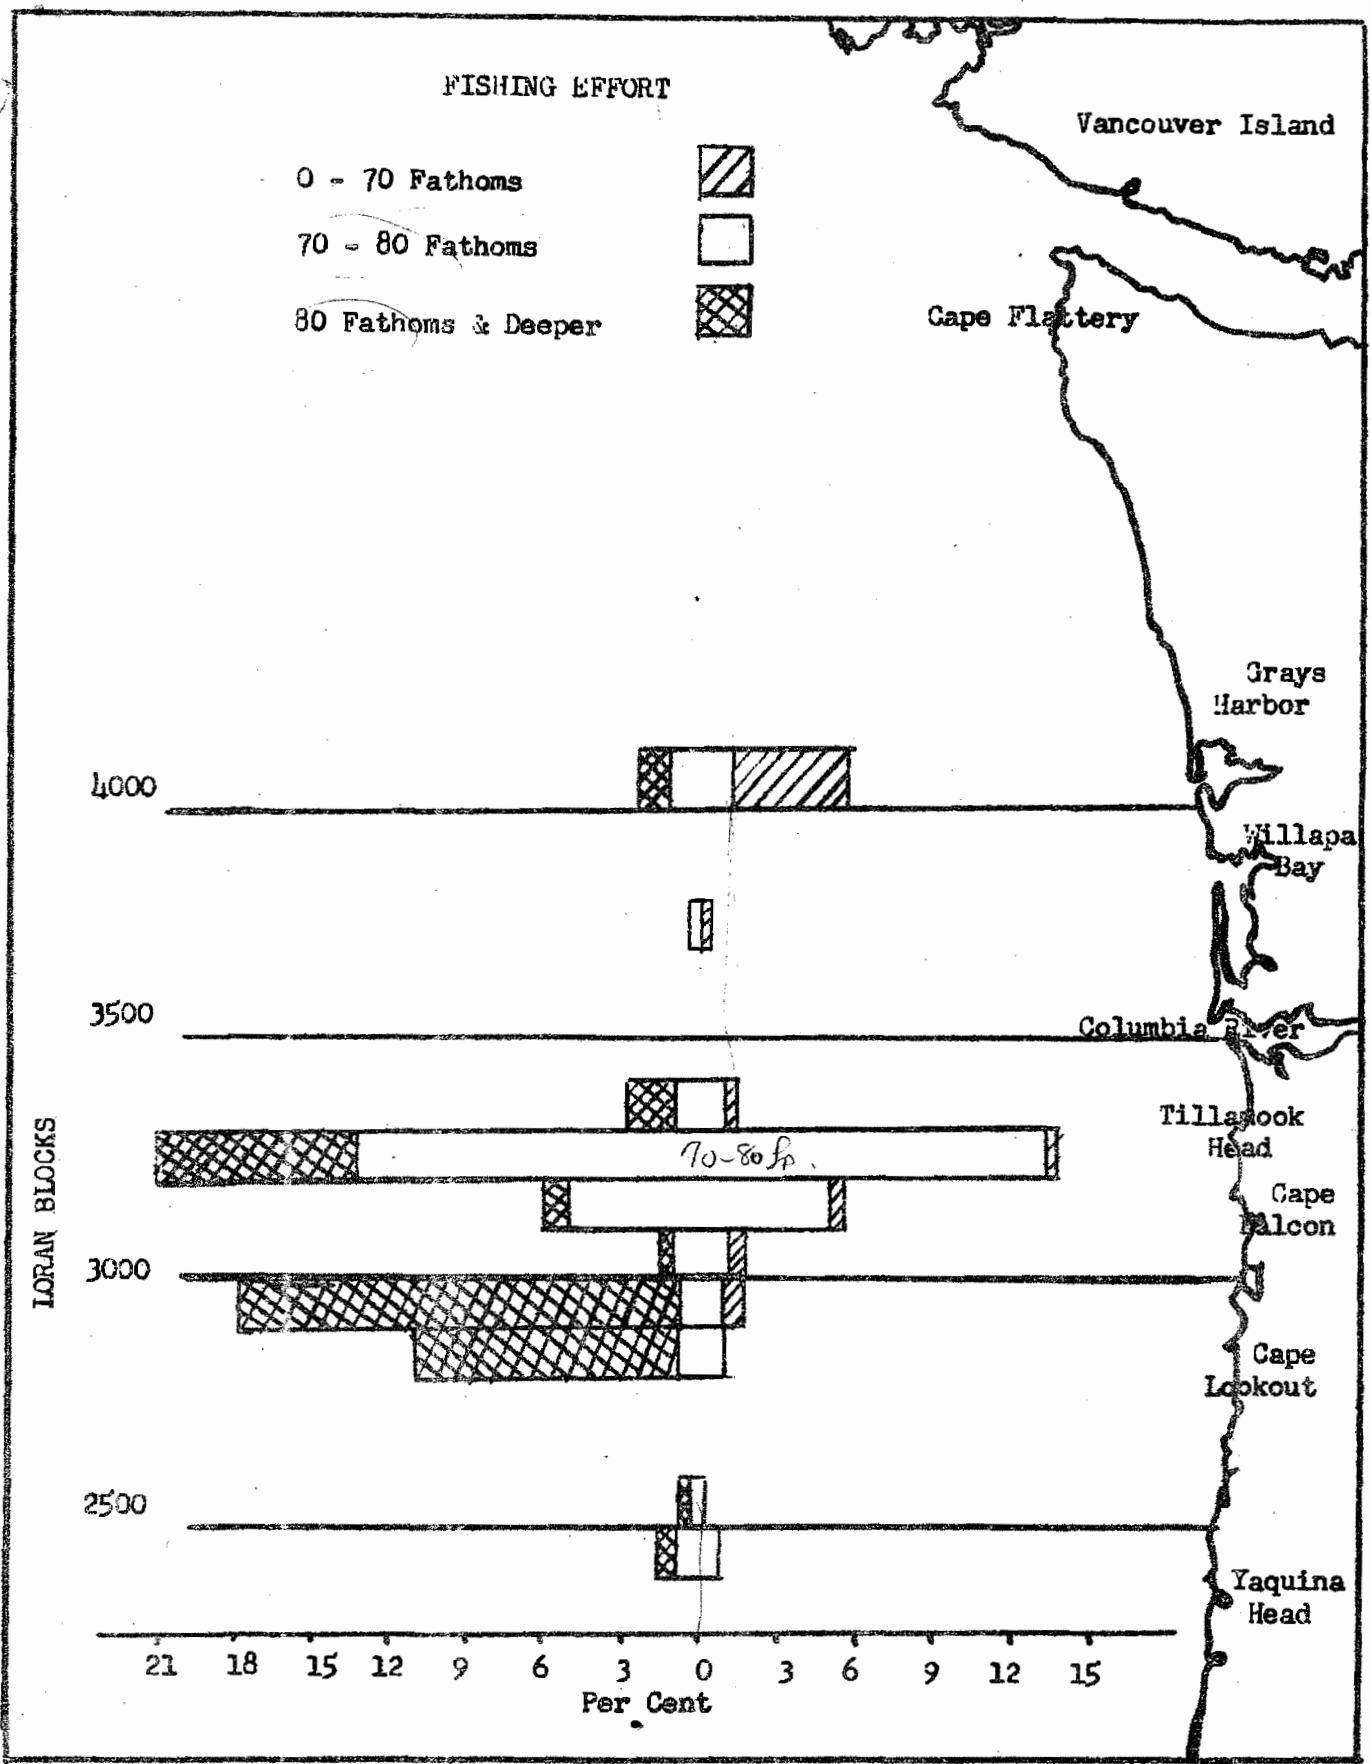 FISHING EFFORT
0 - 70 Fathoms
70 - 80 Fathoms
80 Fathoms & Deeper
Vancouver Island
Cape Flattery
Grays
Harbor
4000
Willapa
Bay
3500
Columbia River
Tillamook
Head
70-80 fm.
Cape
Falcon
3000
LORAN BLOCKS
Cape
Lookout
2500
Yaquina
Head
21 18 15 12 9 6 3 0 3 6 9 12 15
Per Cent